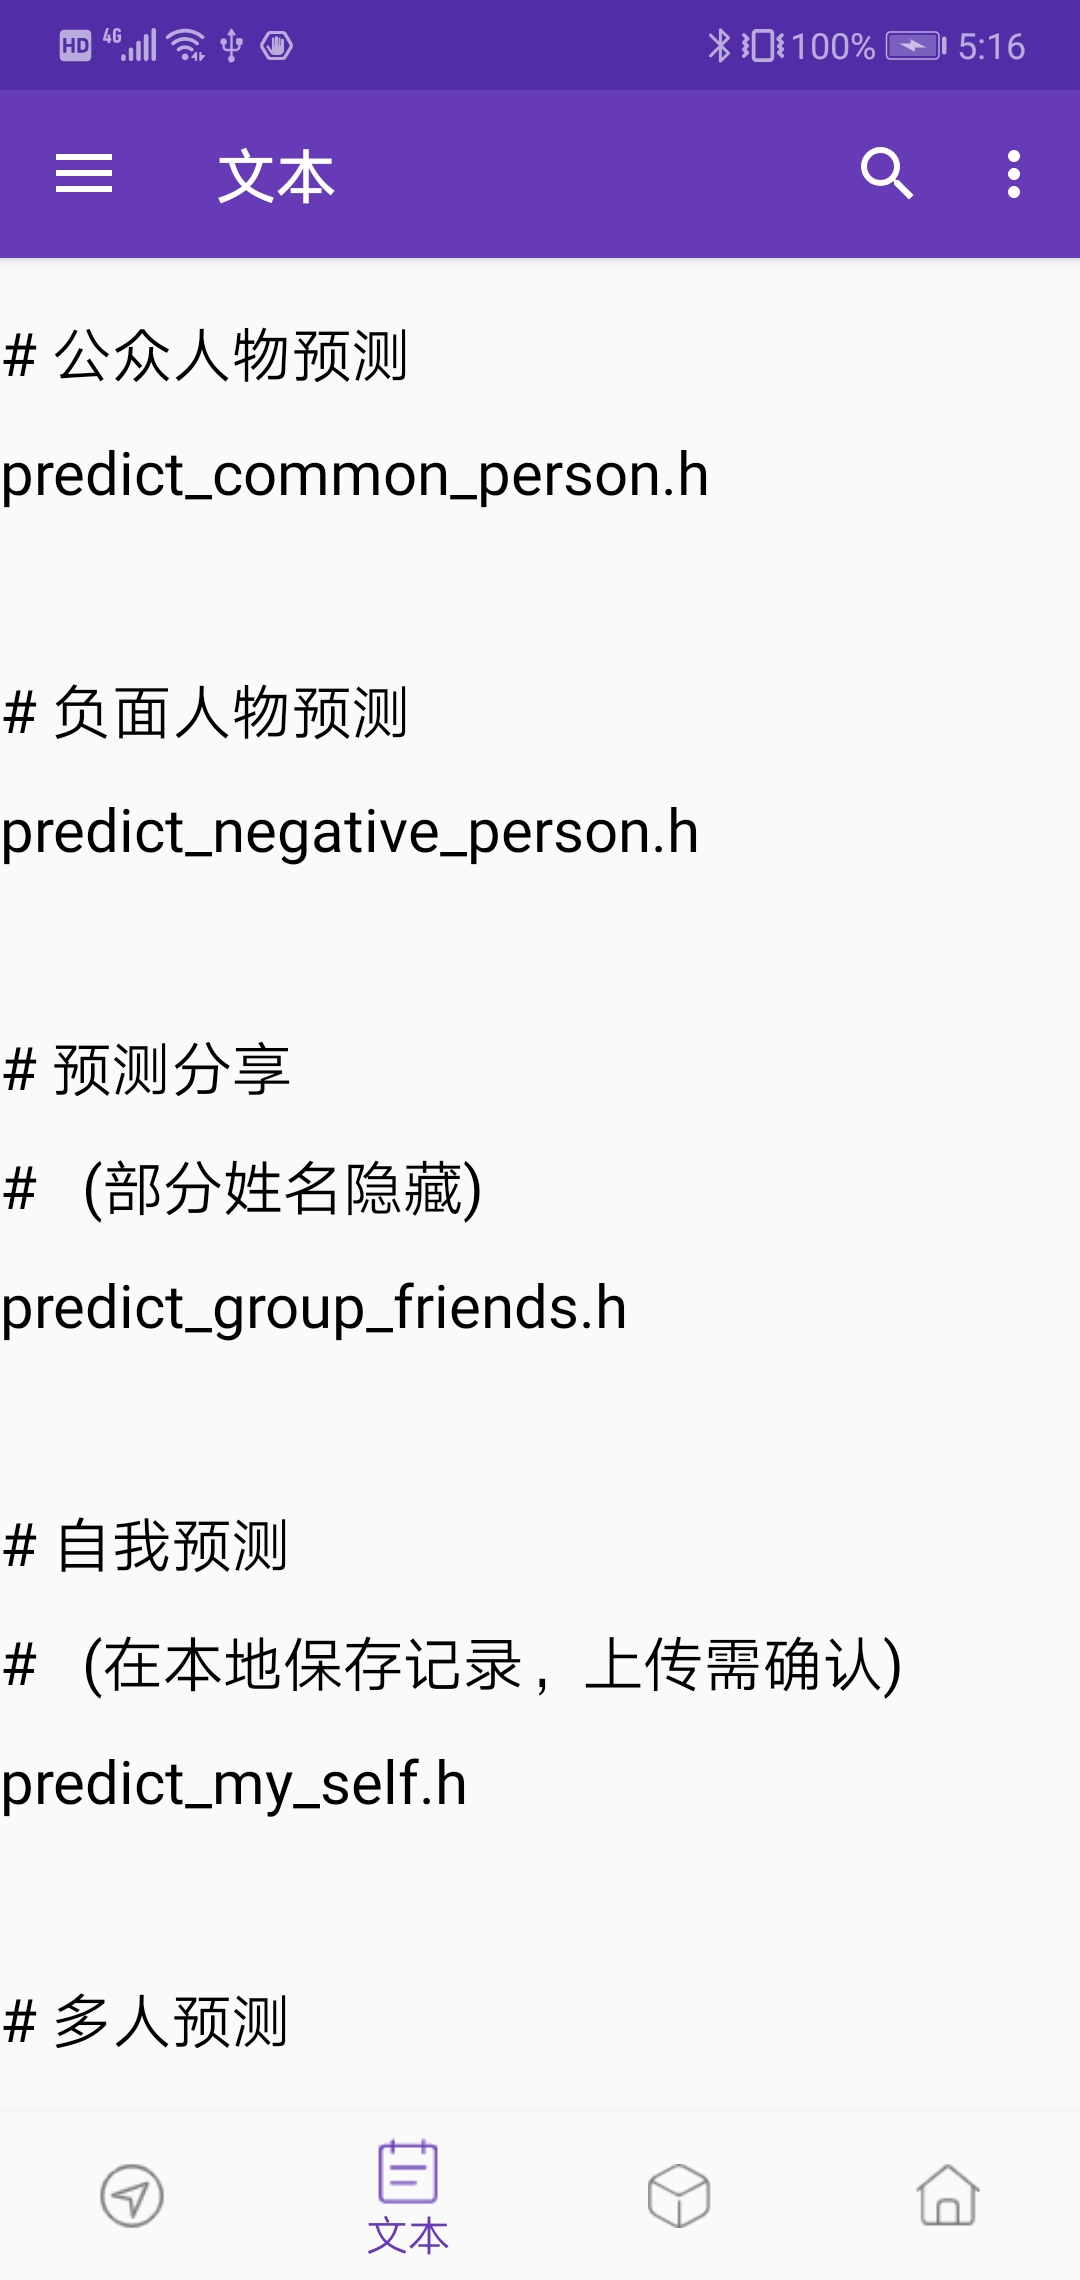 HD 4G 100% 5:16
文本
# 公众人物预测
predict_common_person.h
# 负面人物预测
predict_negative_person.h
# 预测分享
# (部分姓名隐藏)
predict_group_friends.h
# 自我预测
# (在本地保存记录，上传需确认)
predict_my_self.h
# 多人预测
文本